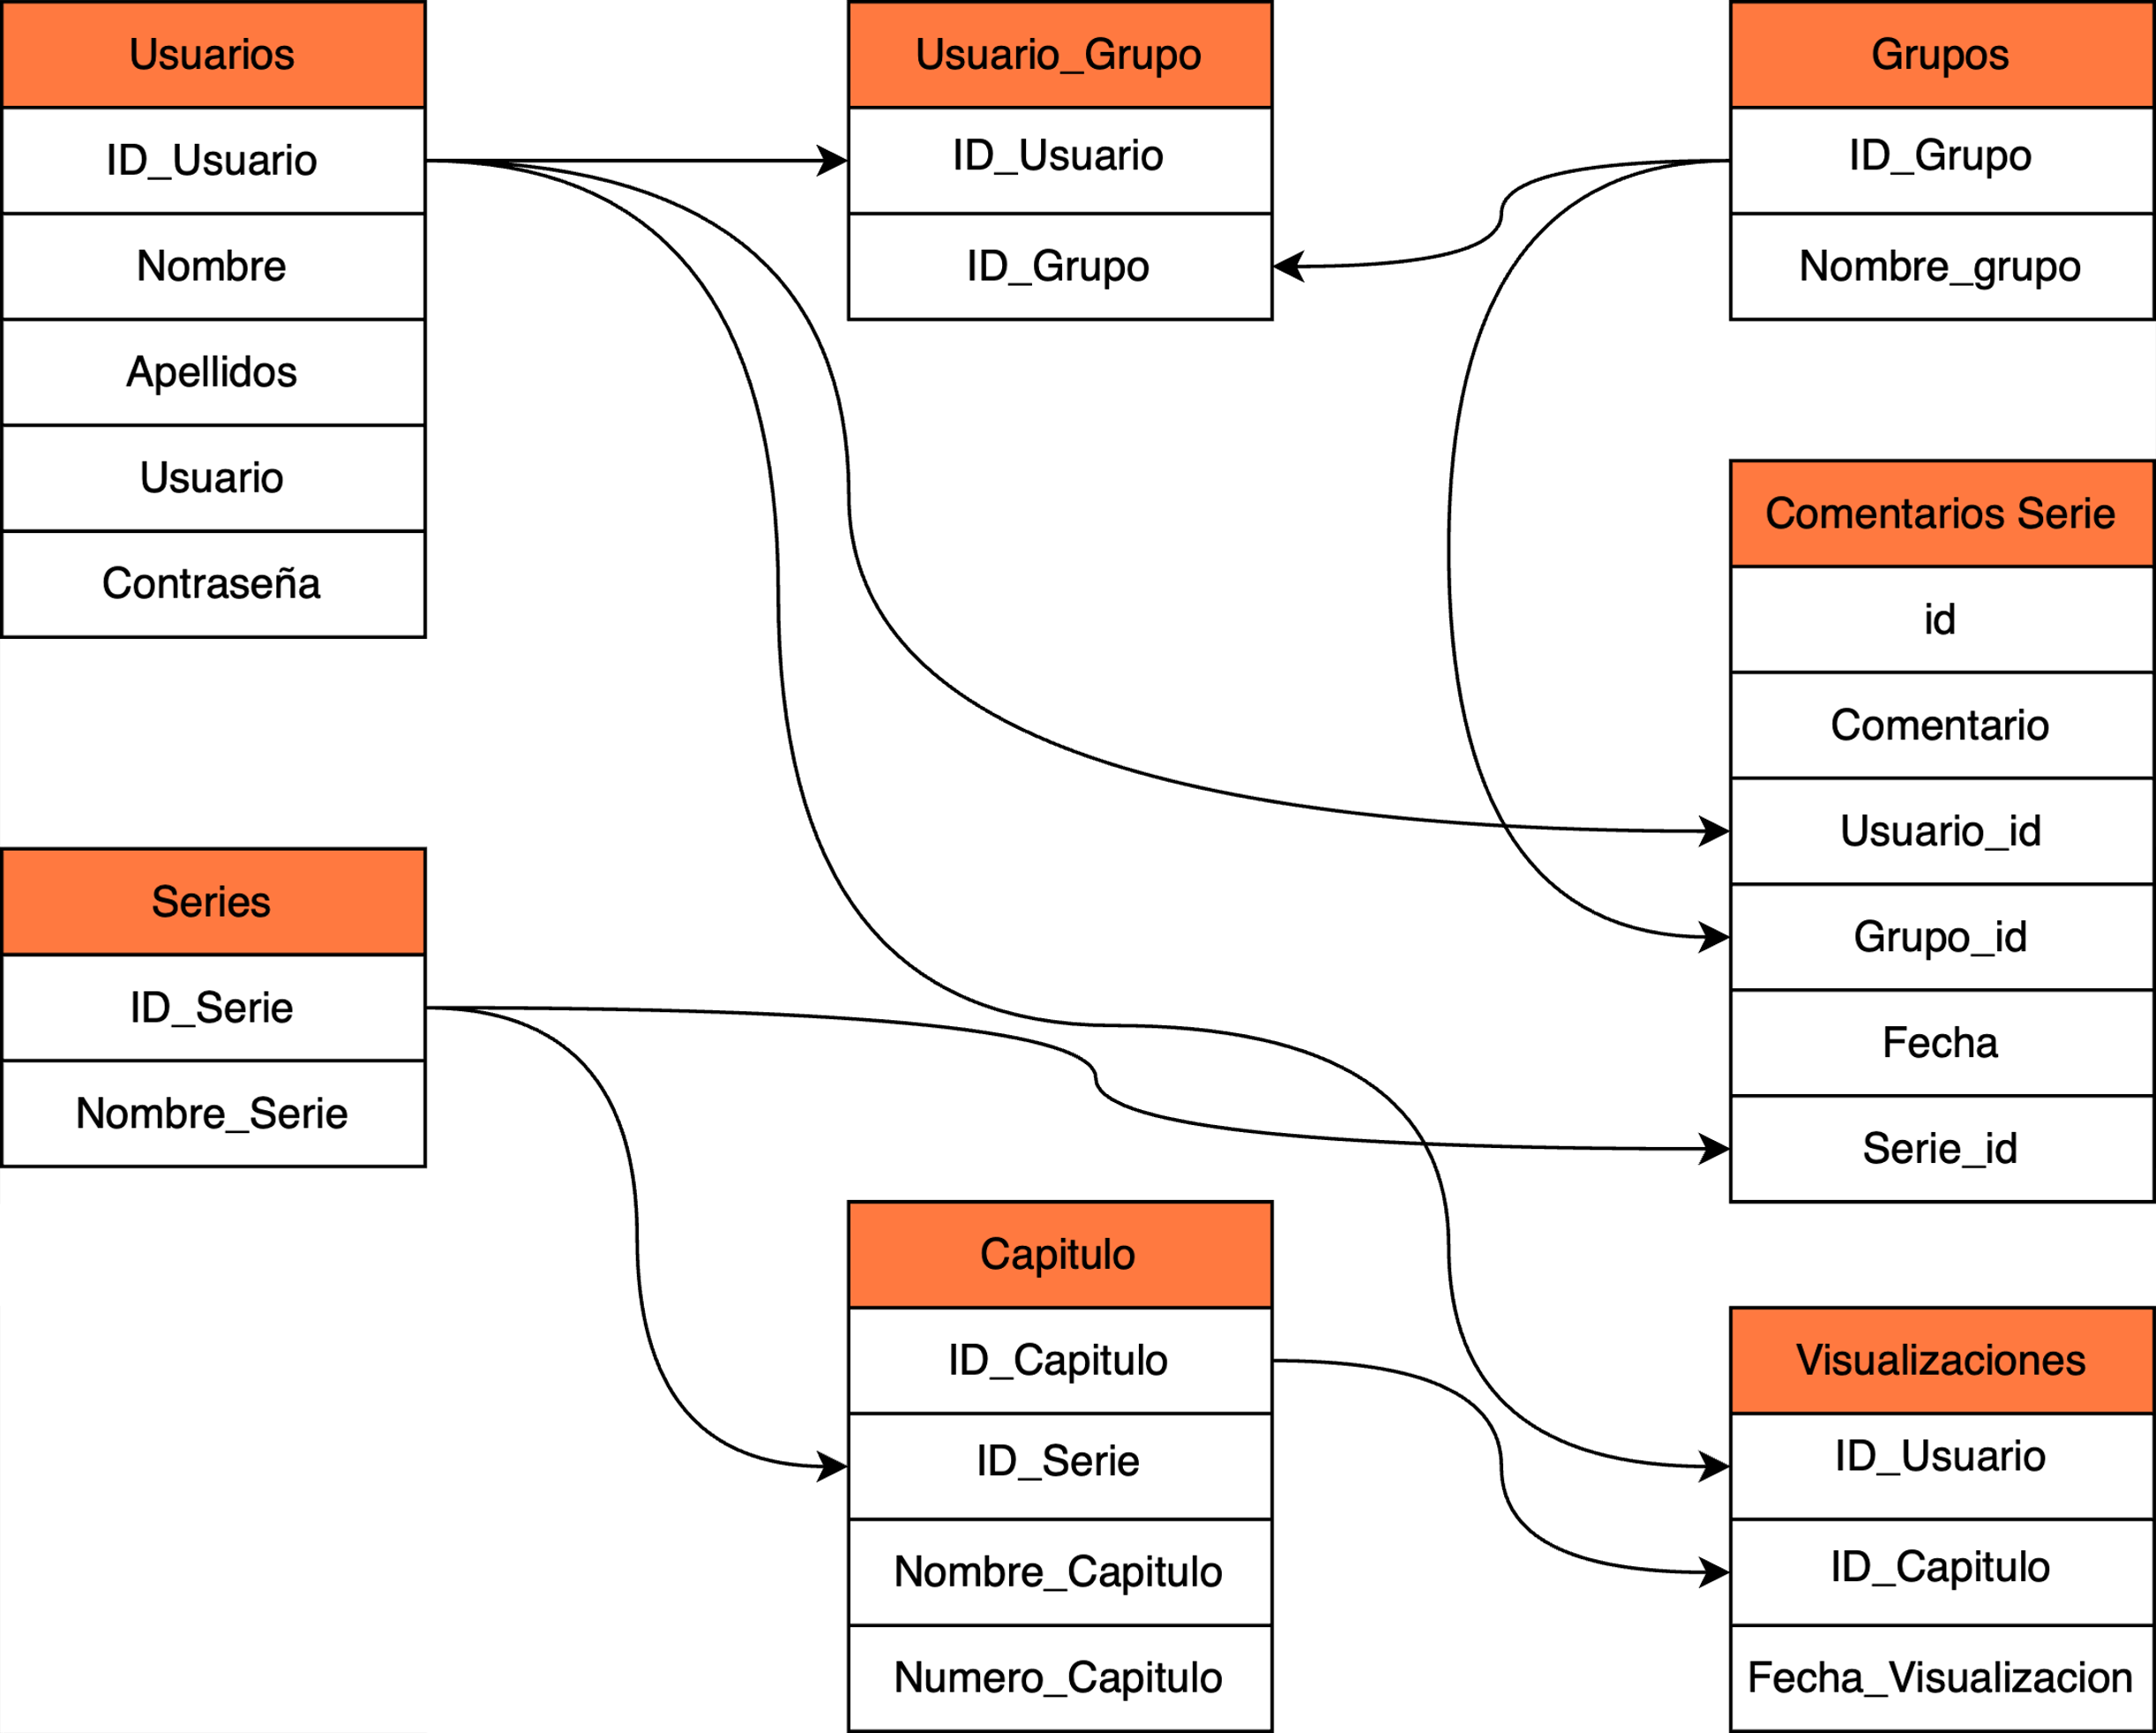 Usuarios
ID_Usuario
Nombre
Apellidos
Usuario
Contraseña
Usuario_Grupo
ID_Usuario
ID_Grupo
Grupos
ID_Grupo
Nombre_grupo
Comentarios Serie
id
Comentario
Usuario_id
Grupo_id
Fecha
Serie_id
Series
ID_Serie
Nombre_Serie
Capitulo
ID_Capitulo
ID_Serie
Nombre_Capitulo
Numero_Capitulo
Visualizaciones
ID_Usuario
ID_Capitulo
Fecha_Visualizacion